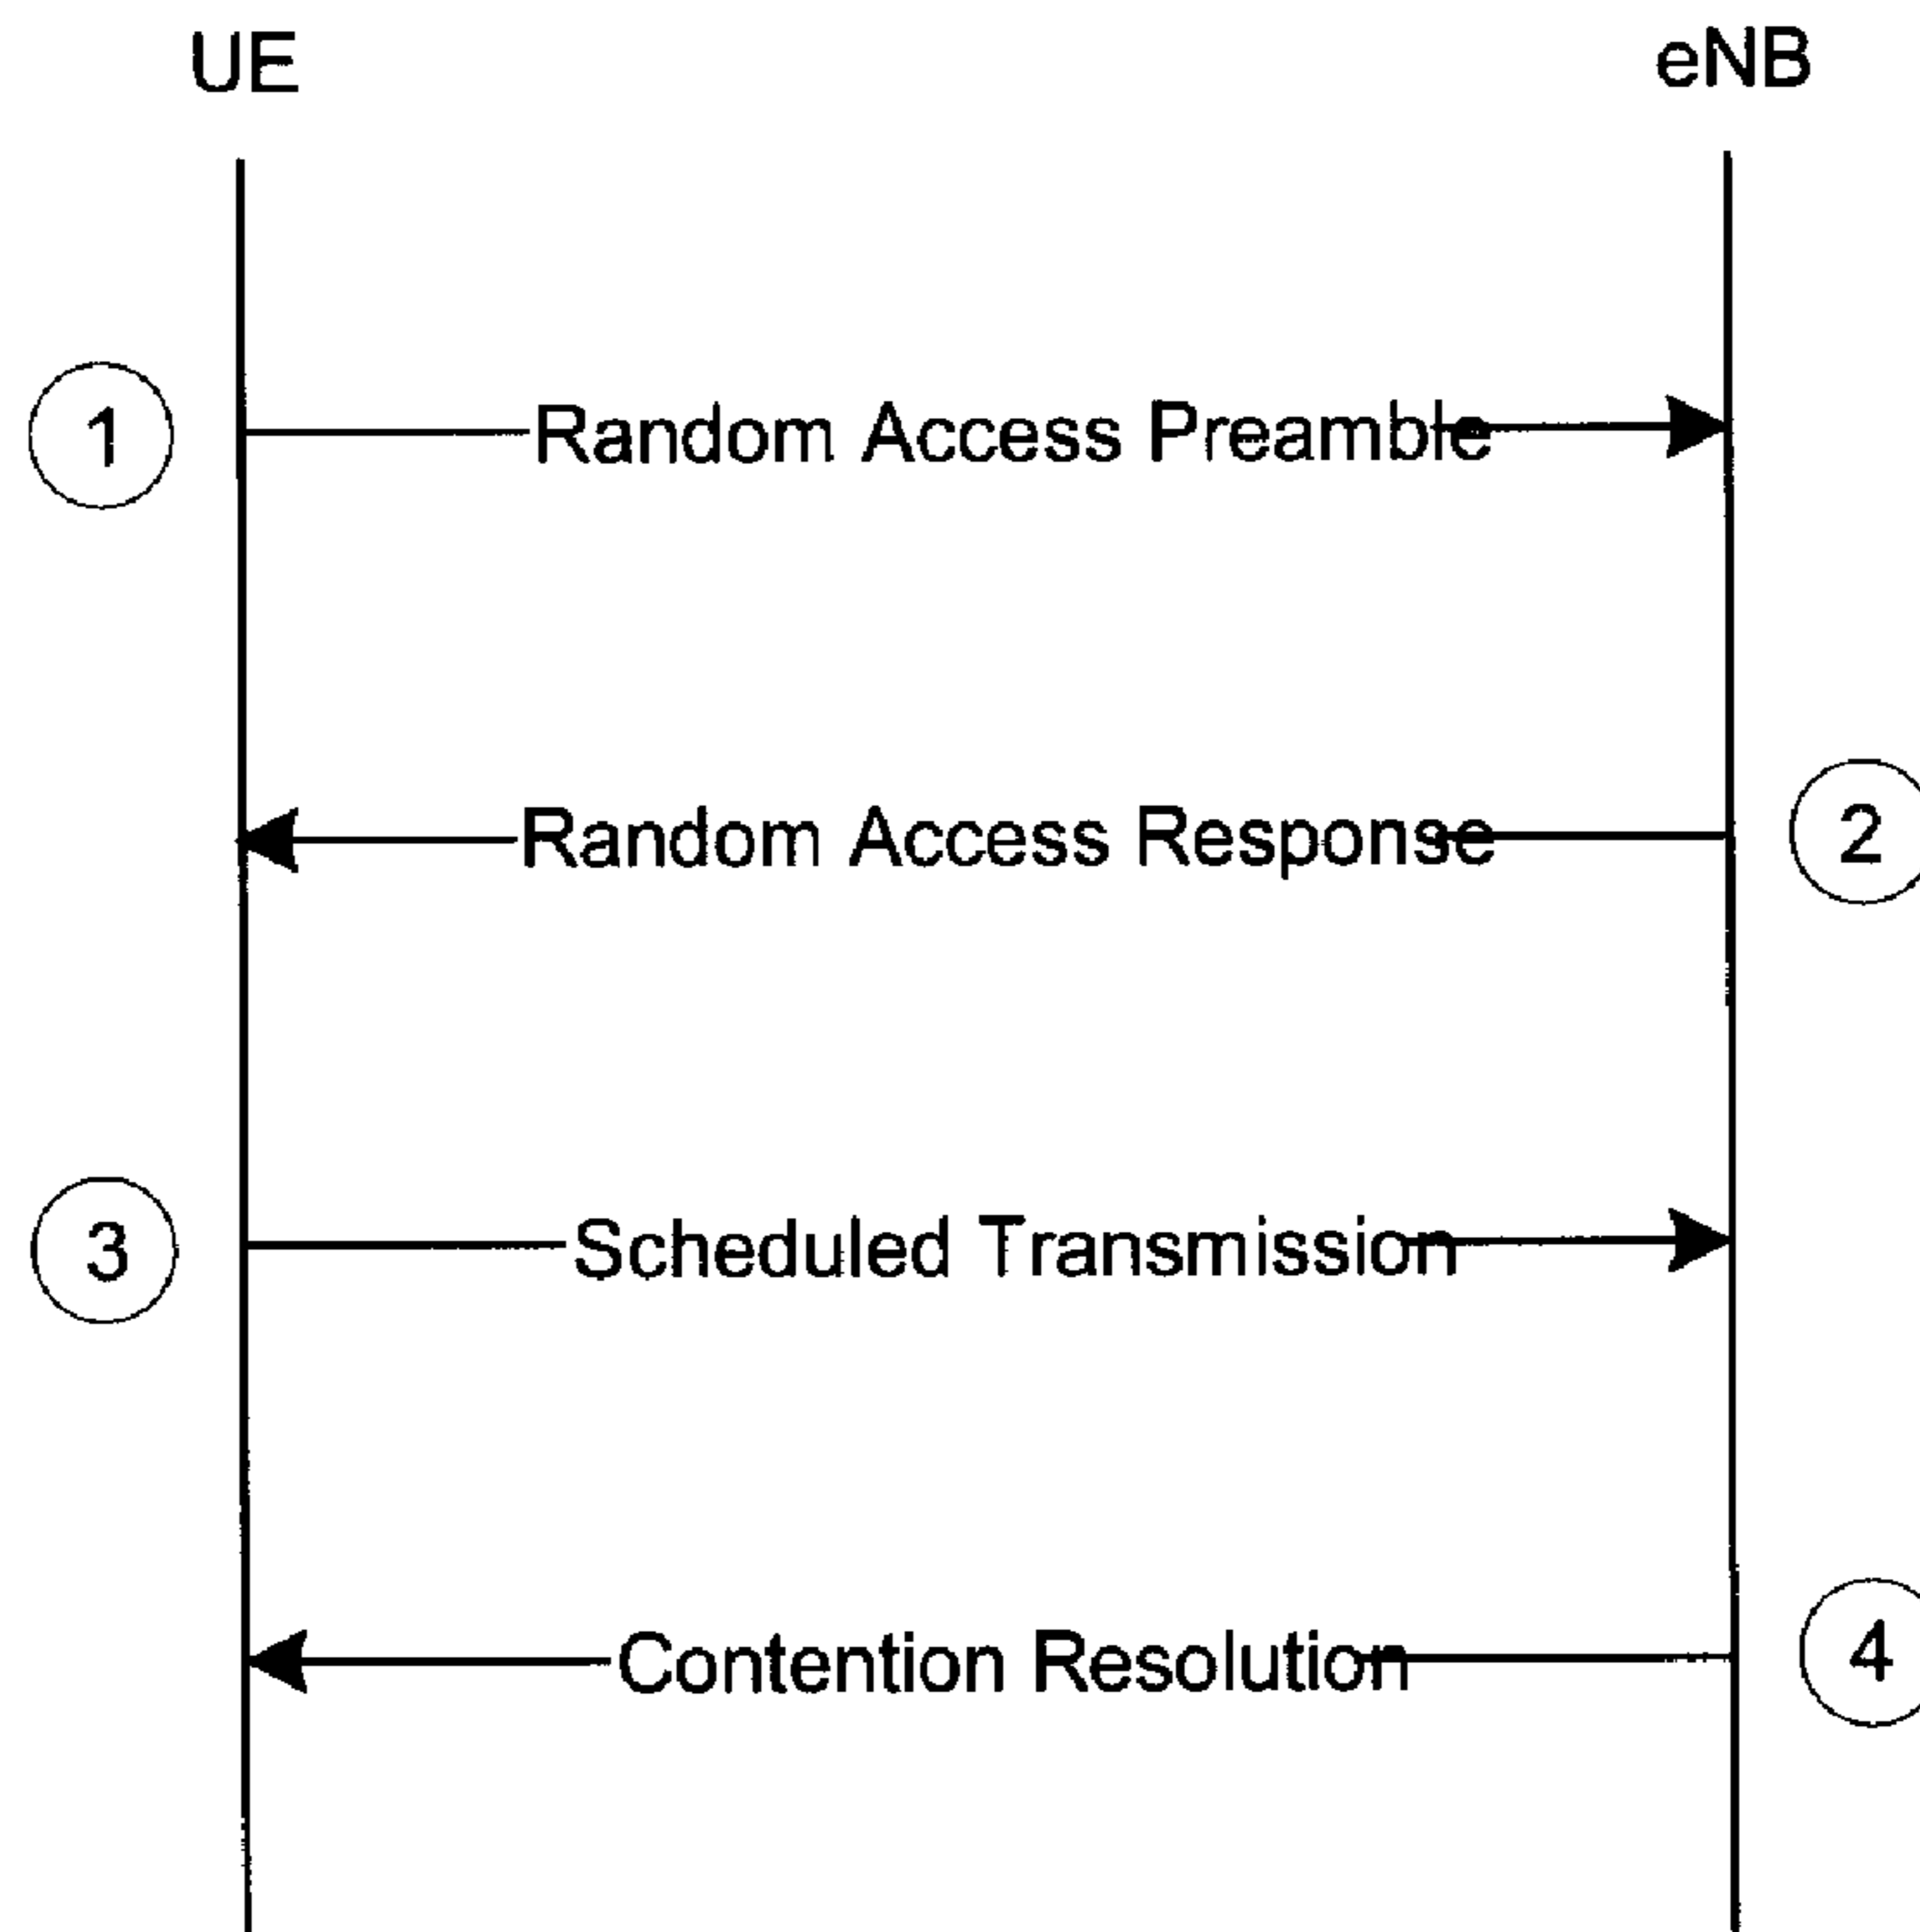 UE eNB
1 Random Access Preamble
Random Access Response 2
3 Scheduled Transmission
Contention Resolution 4